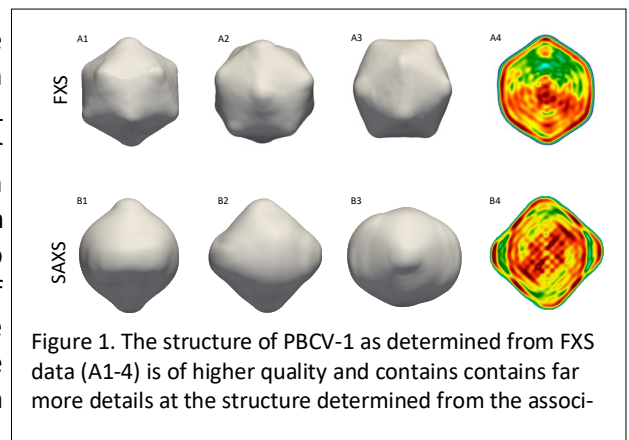 A1 A2 A3 A4
FXS
B1 B2 B3 B4
SAXS
Figure 1. The structure of PBCV-1 as determined from FXS
data (A1-4) is of higher quality and contains contains far
more details at the structure determined from the associ-